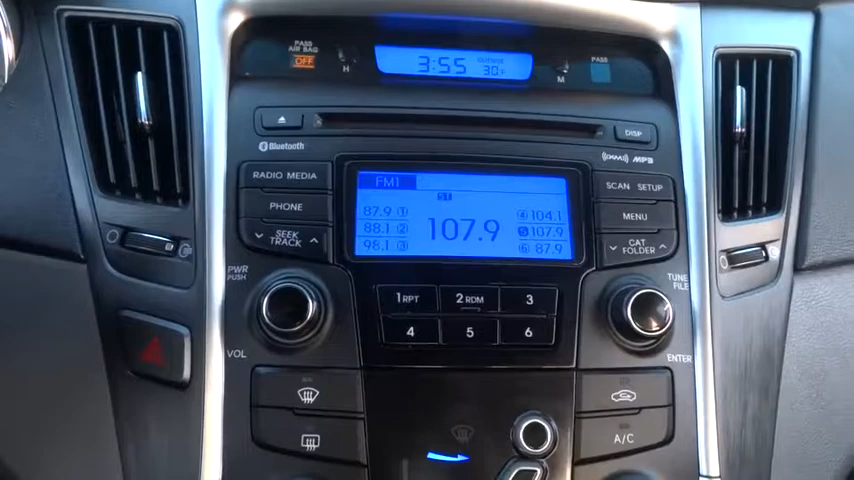 PASS
AIR BAG
OFF
H
3:55
OUTSIDE
30°F
M
PASS
DISP
Bluetooth
((XM)) MP3
RADIO MEDIA
PHONE
SEEK
TRACK
FM1
ST
87.9 1
88.1 2
98.1 3
107.9
4 104.1
5 107.9
6 87.9
SCAN SETUP
MENU
CAT
FOLDER
PWR
PUSH
VOL
1 RPT
2 RDM
3
4
5
6
TUNE
FILE
ENTER
A/C